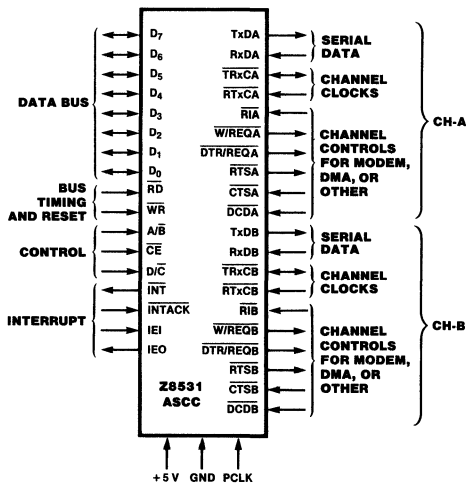 DATA BUS
BUS
TIMING
AND RESET
CONTROL
INTERRUPT
D7
D6
D5
D4
D3
D2
D1
D0
RD
WR
A/B
CE
D/C
INT
INTACK
IEI
IEO
TxDA
RxDA
TRxCA
RTxCA
RIA
W/REQA
DTR/REQA
RTSA
CTSA
DCDA
TxDB
RxDB
TRxCB
RTxCB
RIB
W/REQB
DTR/REQB
RTSB
CTSB
DCDB
Z8531
ASCC
SERIAL
DATA
CHANNEL
CLOCKS
CHANNEL
CONTROLS
FOR MODEM,
DMA, OR
OTHER
CH-A
SERIAL
DATA
CHANNEL
CLOCKS
CHANNEL
CONTROLS
FOR MODEM,
DMA, OR
OTHER
CH-B
+5 V GND PCLK